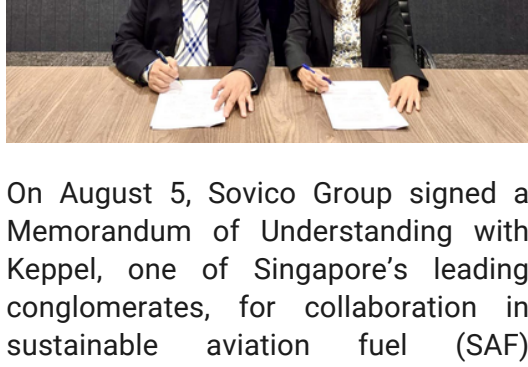 On August 5, Sovico Group signed a
Memorandum of Understanding with
Keppel, one of Singapore’s leading
conglomerates, for collaboration in
sustainable aviation fuel (SAF)